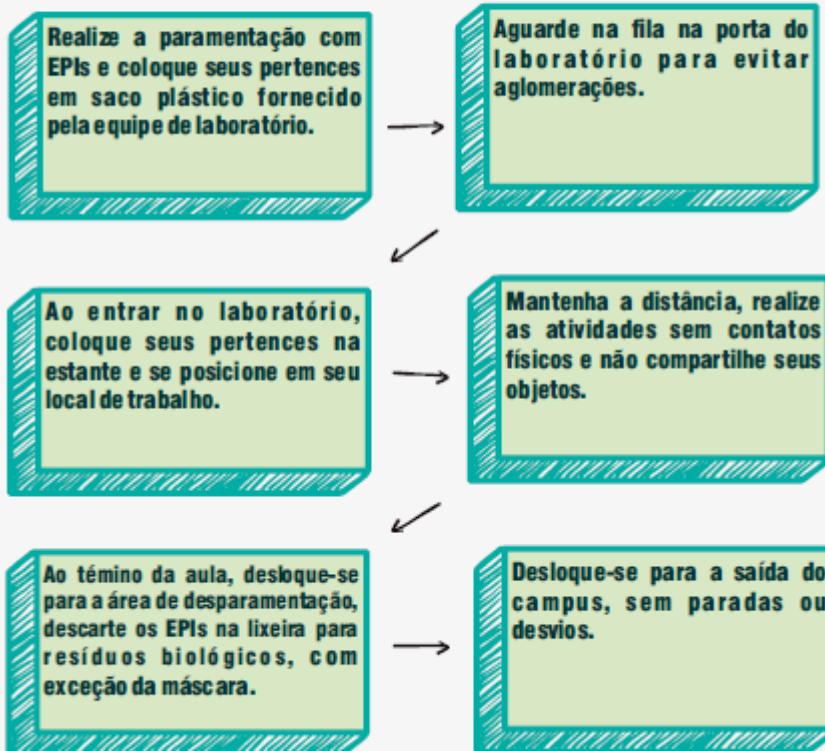 Realize a paramentação com
EPIs e coloque seus pertences
em saco plástico fornecido
pela equipe de laboratório.
Aguarde na fila na porta do
laboratório para evitar
aglomerações.
Ao entrar no laboratório,
coloque seus pertences na
estante e se posicione em seu
local de trabalho.
Mantenha a distância, realize
as atividades sem contatos
físicos e não compartilhe seus
objetos.
Ao témino da aula, desloque-se
para a área de desparamentação,
descarte os EPIs na lixeira para
resíduos biológicos, com
exceção da máscara.
Desloque-se para a saída do
campus, sem paradas ou
desvios.